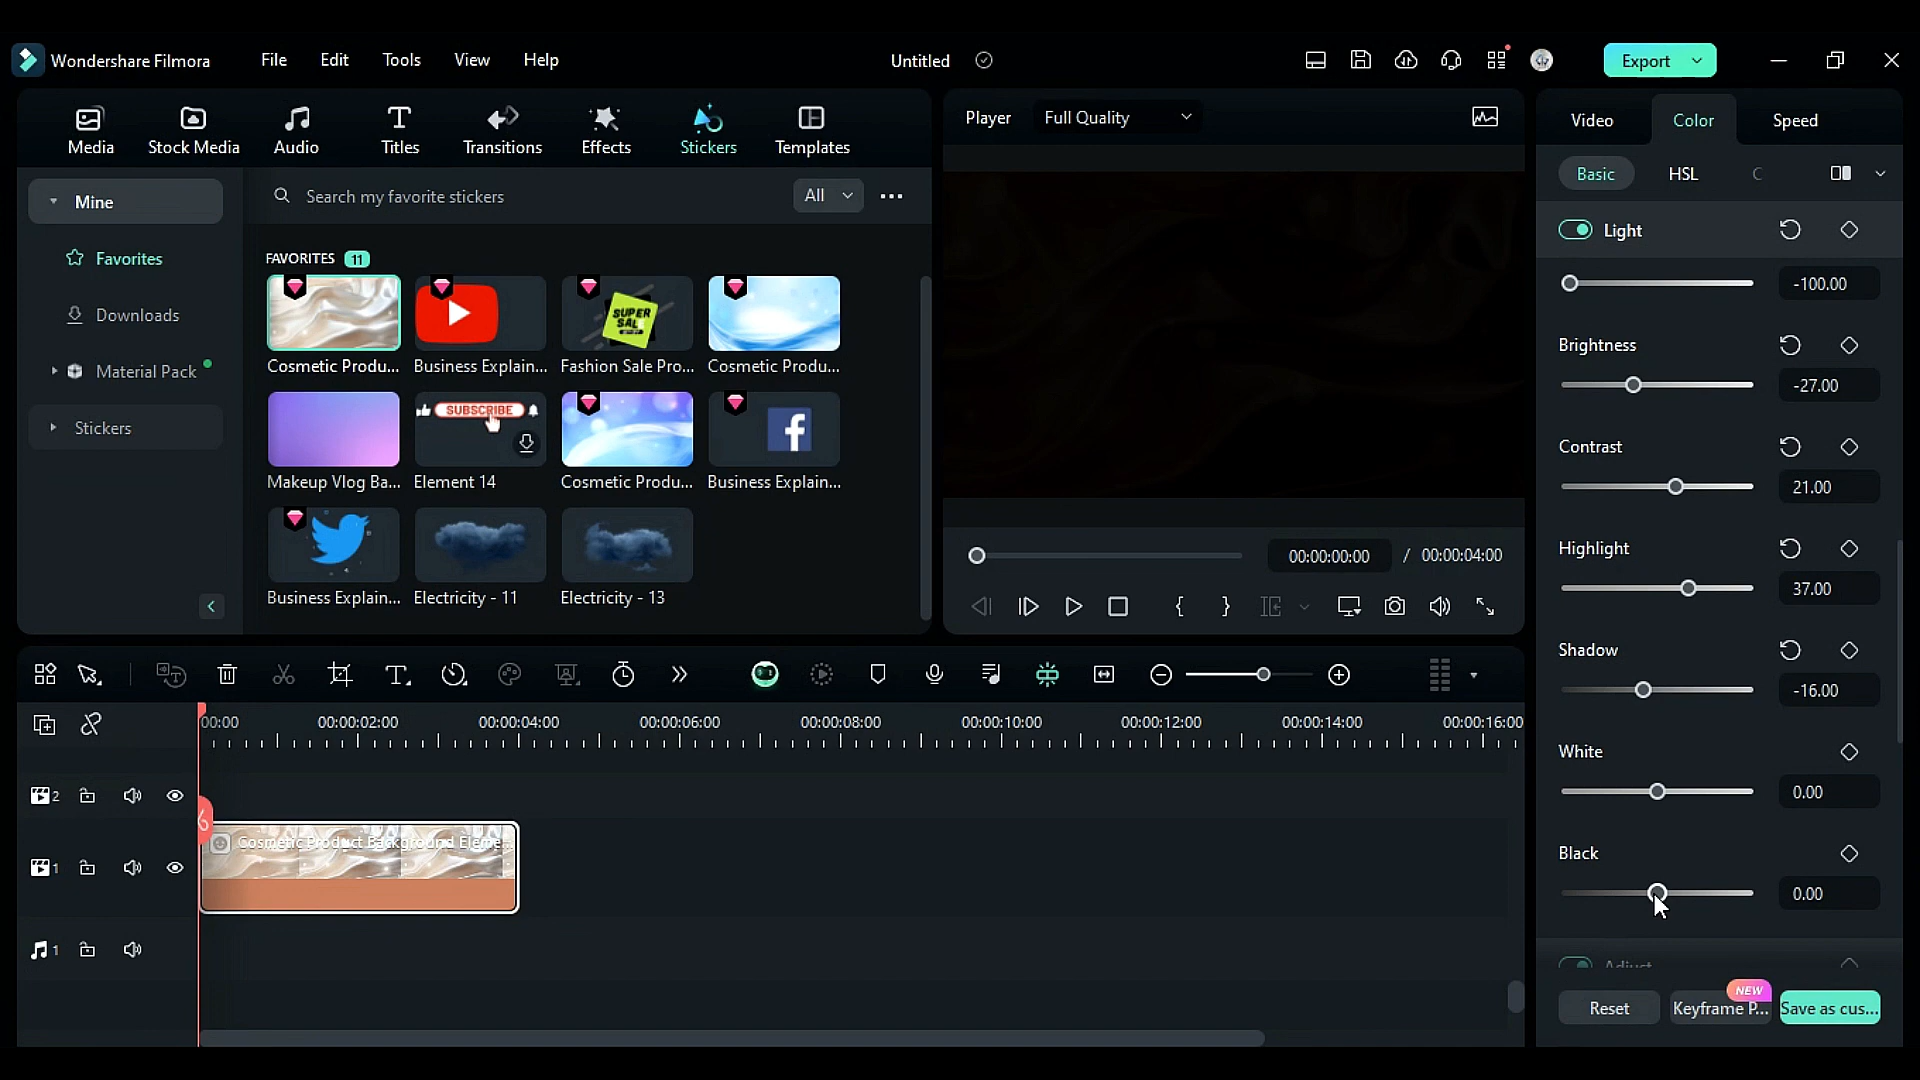 Wondershare Filmora
File
Edit
Tools
View
Help
Untitled
Export
Media
Stock Media
Audio
Titles
Transitions
Effects
Stickers
Templates
Player
Full Quality
Video
Color
Speed
Mine
Search my favorite stickers
All
Basic
HSL
C
Light
Favorites
FAVORITES 11
Downloads
Material Pack
Stickers
SUPER
SALE
Cosmetic Produ...
Business Explain...
Fashion Sale Pro...
Cosmetic Produ...
SUBSCRIBE
Makeup Vlog Ba...
Element 14
Cosmetic Produ...
Business Explain...
Business Explain...
Electricity - 11
Electricity - 13
00:00:00:00 / 00:00:04:00
-100.00
Brightness
-27.00
Contrast
21.00
Highlight
37.00
Shadow
-16.00
White
0.00
Black
0.00
Adjust
NEW
Reset
Keyframe P...
Save as cus...
00:00
00:00:02:00
00:00:04:00
00:00:06:00
00:00:08:00
00:00:10:00
00:00:12:00
00:00:14:00
00:00:16:00
2
Cosmetic Product Background Eleme...
1
1